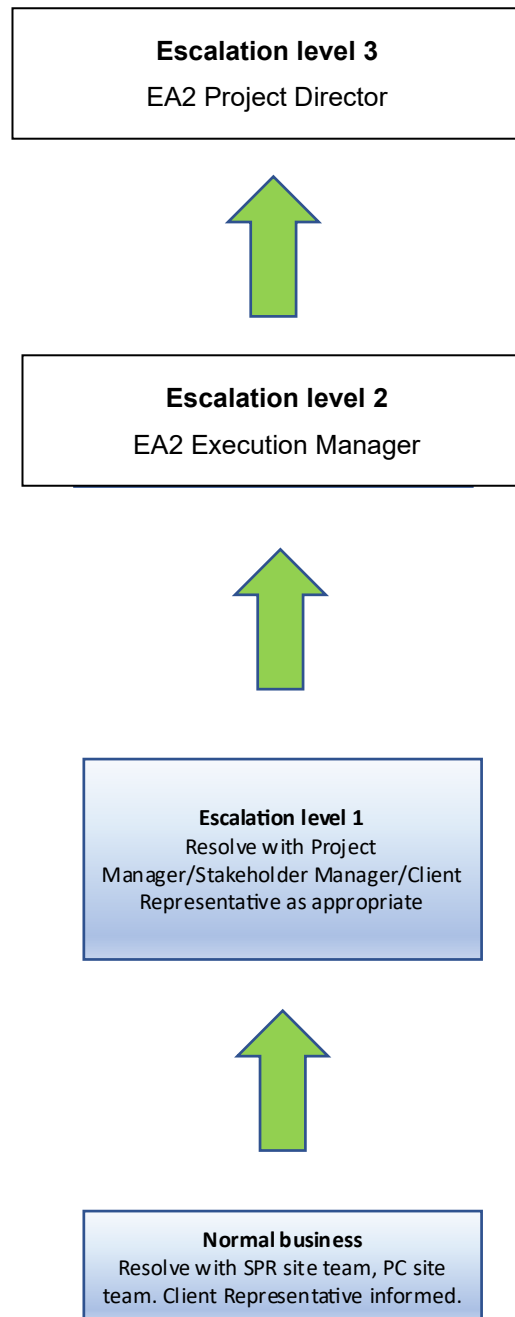 Escalation level 3
EA2 Project Director
Escalation level 2
EA2 Execution Manager
Escalation level 1
Resolve with Project
Manager/Stakeholder Manager/Client
Representative as appropriate
Normal business
Resolve with SPR site team, PC site
team. Client Representative informed.